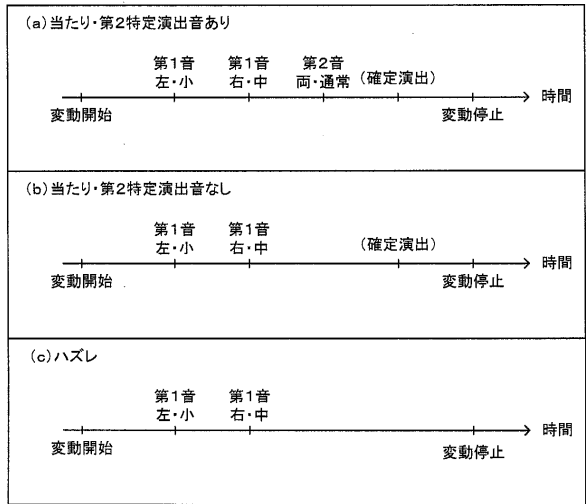 (a)当たり・第2特定演出音あり
第1音 第1音 第2音
左・小 右・中 両・通常 (確定演出)
時間
変動開始 変動停止
(b)当たり・第2特定演出音なし
第1音 第1音
左・小 右・中 (確定演出)
時間
変動開始 変動停止
(c)ハズレ
第1音 第1音
左・小 右・中
時間
変動開始 変動停止